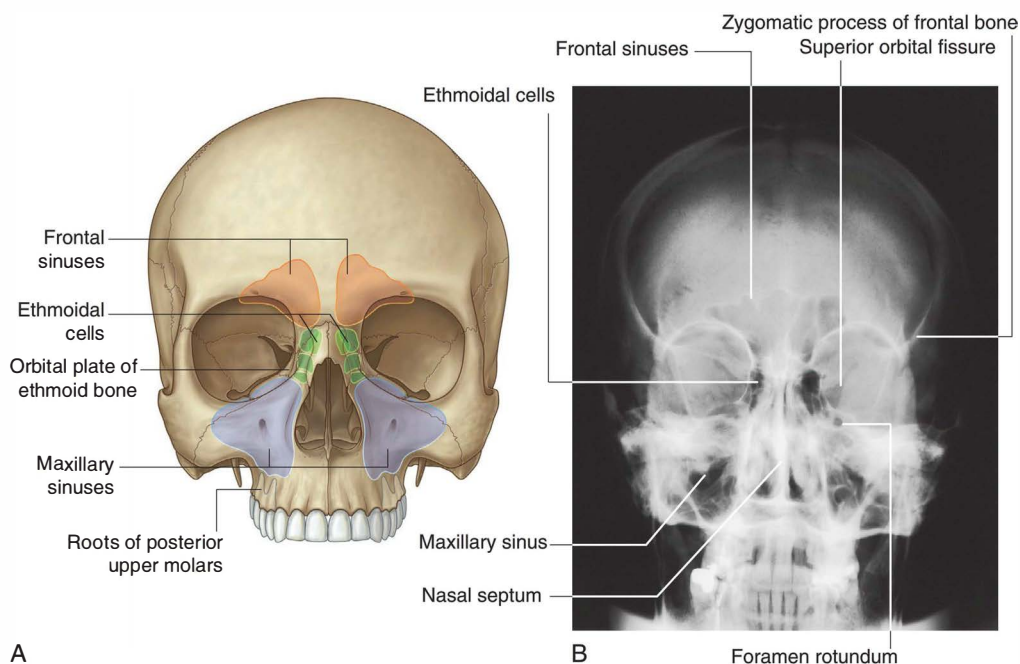 Frontal
sinuses
Ethmoidal
cells
Orbital plate of
ethmoid bone
Maxillary
sinuses
Roots of posterior
upper molars
A
Zygomatic process of frontal bone
Frontal sinuses
Superior orbital fissure
Ethmoidal cells
Maxillary sinus
Nasal septum
Foramen rotundum
B